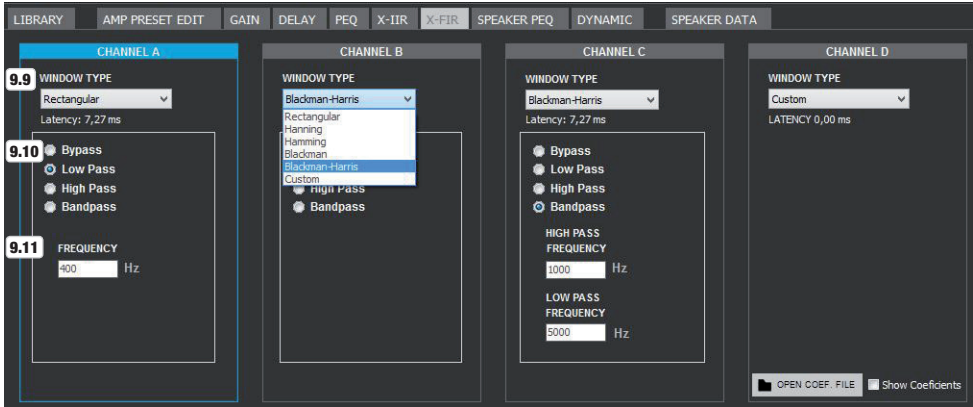 LIBRARY AMP PRESET EDIT GAIN DELAY PEQ X-IIR X-FIR SPEAKER PEQ DYNAMIC SPEAKER DATA
CHANNEL A
9.9 WINDOW TYPE
Rectangular
Latency: 7,27 ms
9.10 Bypass
Low Pass
High Pass
Bandpass
9.11 FREQUENCY
400 Hz
CHANNEL B
WINDOW TYPE
Blackman-Harris
Rectangular
Hanning
Hamming
Blackman
Blackman-Harris
Custom
High Pass
Bandpass
CHANNEL C
WINDOW TYPE
Blackman-Harris
Latency: 7,27 ms
Bypass
Low Pass
High Pass
Bandpass
HIGH PASS
FREQUENCY
1000 Hz
LOW PASS
FREQUENCY
5000 Hz
CHANNEL D
WINDOW TYPE
Custom
LATENCY 0,00 ms
OPEN COEF. FILE Show Coeficients